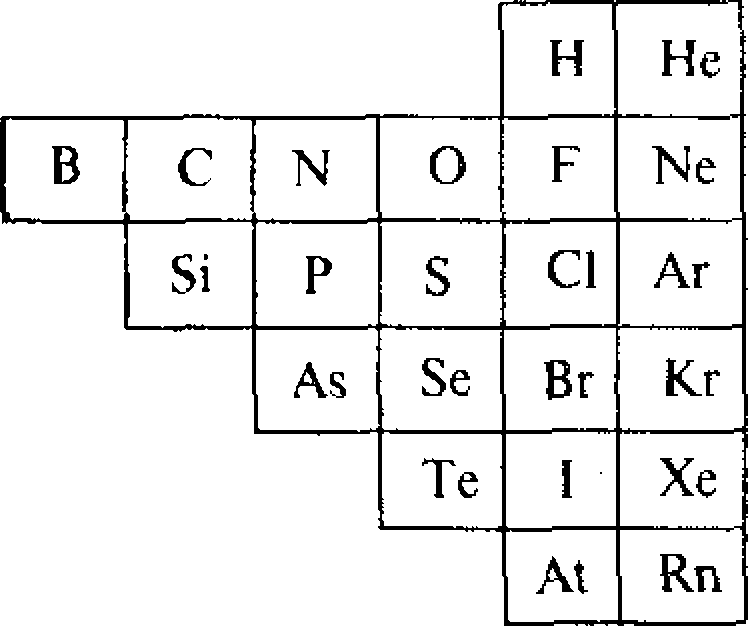 H He
B C N O F Ne
Si P S Cl Ar
As Se Br Kr
Te I Xe
At Rn